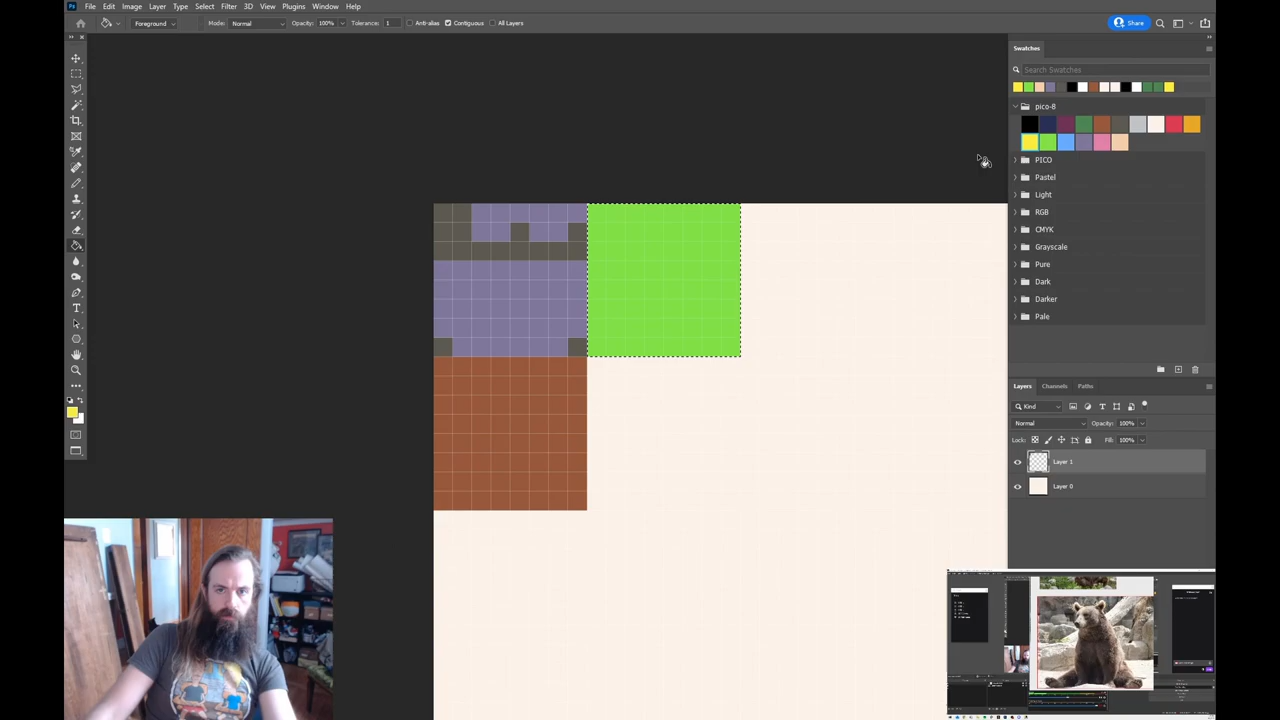 Ps File Edit Image Layer Type Select Filter 3D View Plugins Window Help
Foreground Mode: Normal Opacity: 100% Tolerance: 1 Anti-alias Contiguous All Layers Share
Swatches
Search Swatches
pico-8
PICO
Pastel
Light
RGB
CMYK
Grayscale
Pure
Dark
Darker
Pale
Layers Channels Paths
Kind
Normal Opacity: 100%
Lock: Fill: 100%
Layer 1
Layer 0